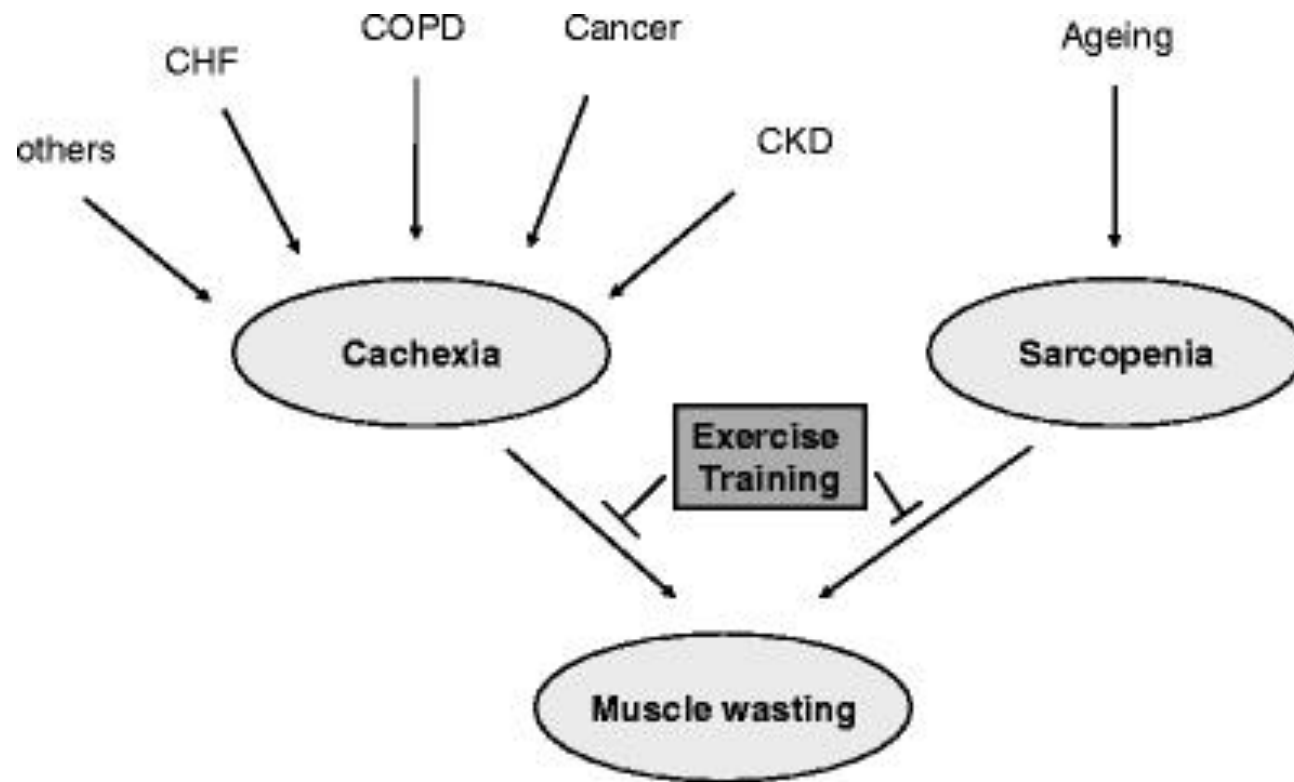 COPD
Cancer
Ageing
CHF
others
CKD
Cachexia
Sarcopenia
Exercise
Training
Muscle wasting